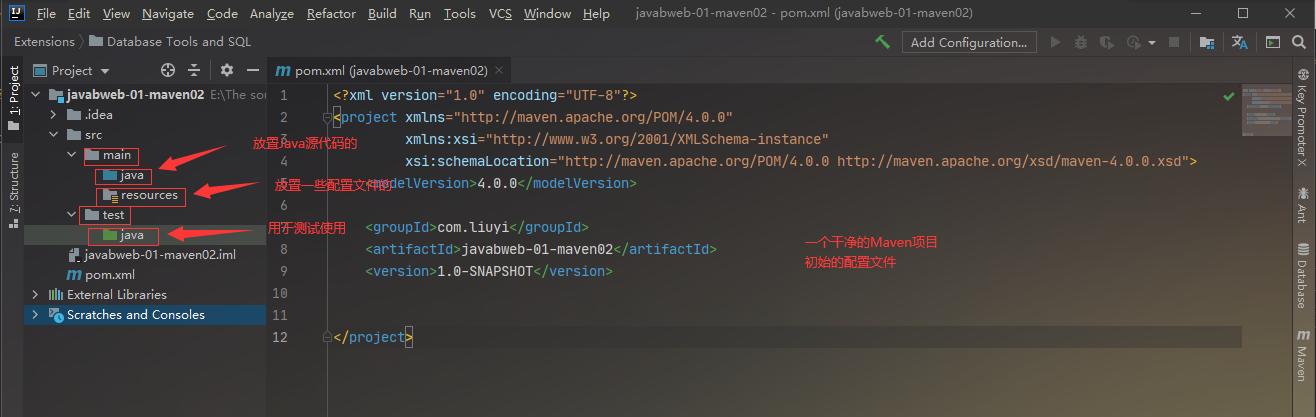 File Edit View Navigate Code Analyze Refactor Build Run Tools VCS Window Help javabweb-01-maven02 - pom.xml (javabweb-01-maven02)
Extensions Database Tools and SQL Add Configuration...
1: Project
7: Structure
Project
javabweb-01-maven02 E:\The sou
.idea
src
main
java
resources
test
java
javabweb-01-maven02.iml
pom.xml
External Libraries
Scratches and Consoles
放置Java源代码的
放置一些配置文件的
用于测试使用
pom.xml (javabweb-01-maven02)
1 <?xml version="1.0" encoding="UTF-8"?>
2 <project xmlns="http://maven.apache.org/POM/4.0.0"
3 xmlns:xsi="http://www.w3.org/2001/XMLSchema-instance"
4 xsi:schemaLocation="http://maven.apache.org/POM/4.0.0 http://maven.apache.org/xsd/maven-4.0.0.xsd">
5 <modelVersion>4.0.0</modelVersion>
6
7 <groupId>com.liuyi</groupId>
8 <artifactId>javabweb-01-maven02</artifactId>
9 <version>1.0-SNAPSHOT</version>
10
11
12 </project>
一个干净的Maven项目
初始的配置文件
Key Promoter X
Ant
Database
Maven